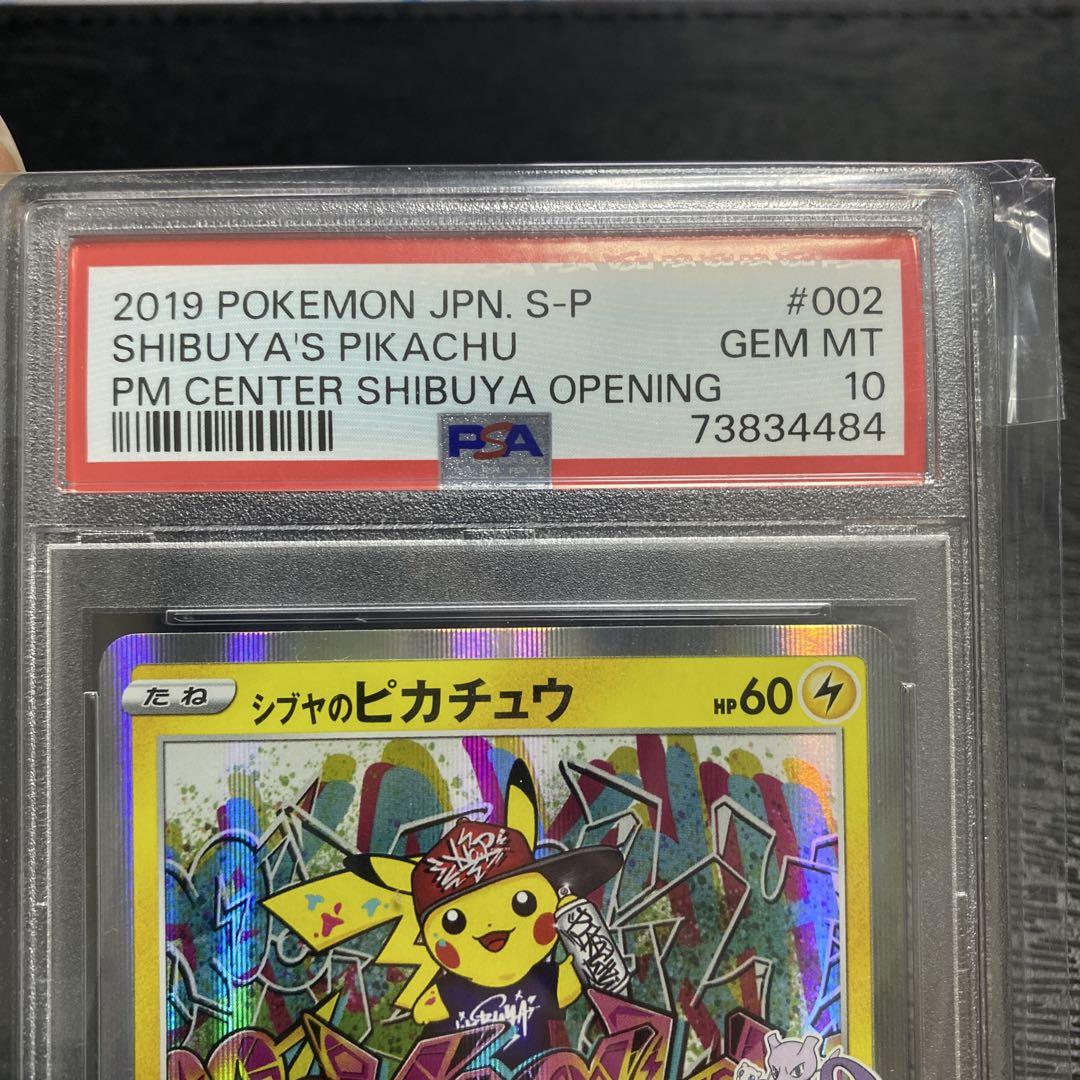 2019 POKEMON JPN. S-P #002
SHIBUYA'S PIKACHU GEM MT
PM CENTER SHIBUYA OPENING 10
PSA 73834484
たね シブヤのピカチュウ HP60